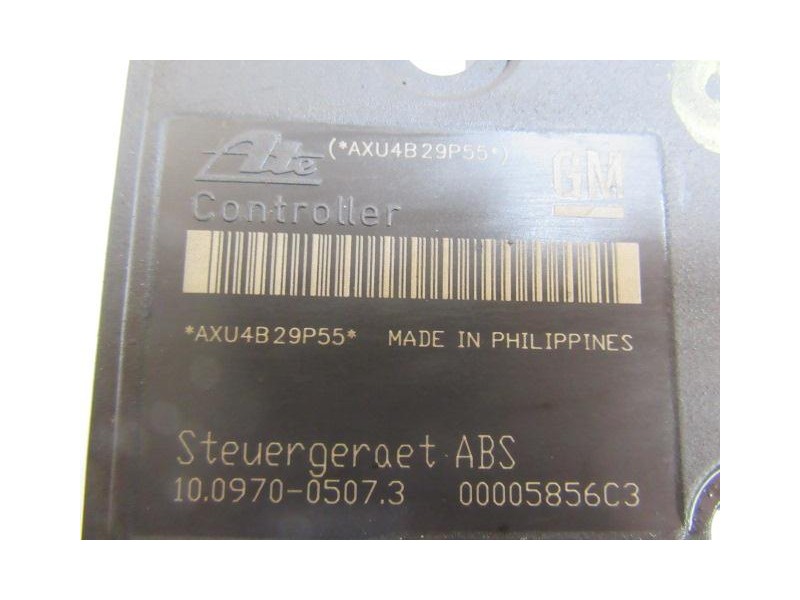 Ate (*AXU4B29P55*) GM
Controller
*AXU4B29P55* MADE IN PHILIPPINES
Steuergeraet ABS
10.0970-0507.3 00005856C3